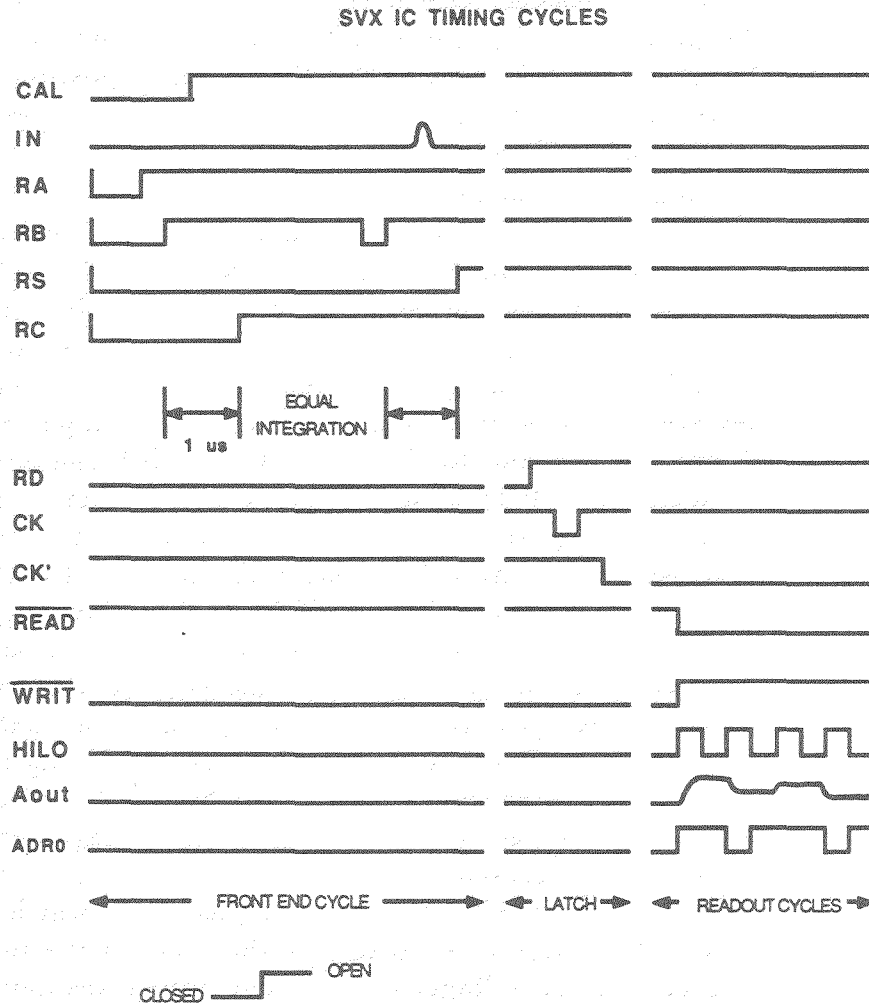 SVX IC TIMING CYCLES
CAL
IN
RA
RB
RS
RC
EQUAL
INTEGRATION
1 us
RD
CK
CK'
READ
WRIT
HILO
Aout
ADR0
FRONT END CYCLE
LATCH
READOUT CYCLES
OPEN
CLOSED